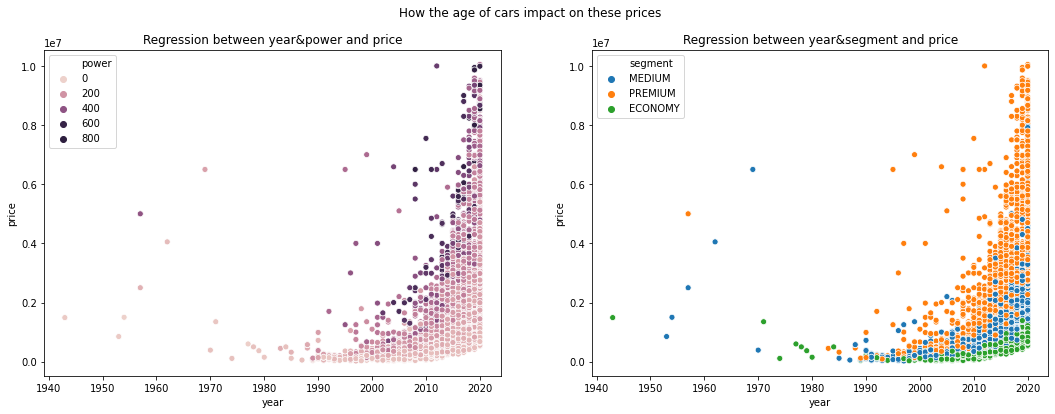 How the age of cars impact on these prices
Regression between year&power and price
1e7
power
0
200
400
600
800
1.0
0.8
0.6
0.4
0.2
0.0
price
1940
1950
1960
1970
1980
1990
2000
2010
2020
year
Regression between year&segment and price
1e7
segment
MEDIUM
PREMIUM
ECONOMY
1.0
0.8
0.6
0.4
0.2
0.0
price
1940
1950
1960
1970
1980
1990
2000
2010
2020
year